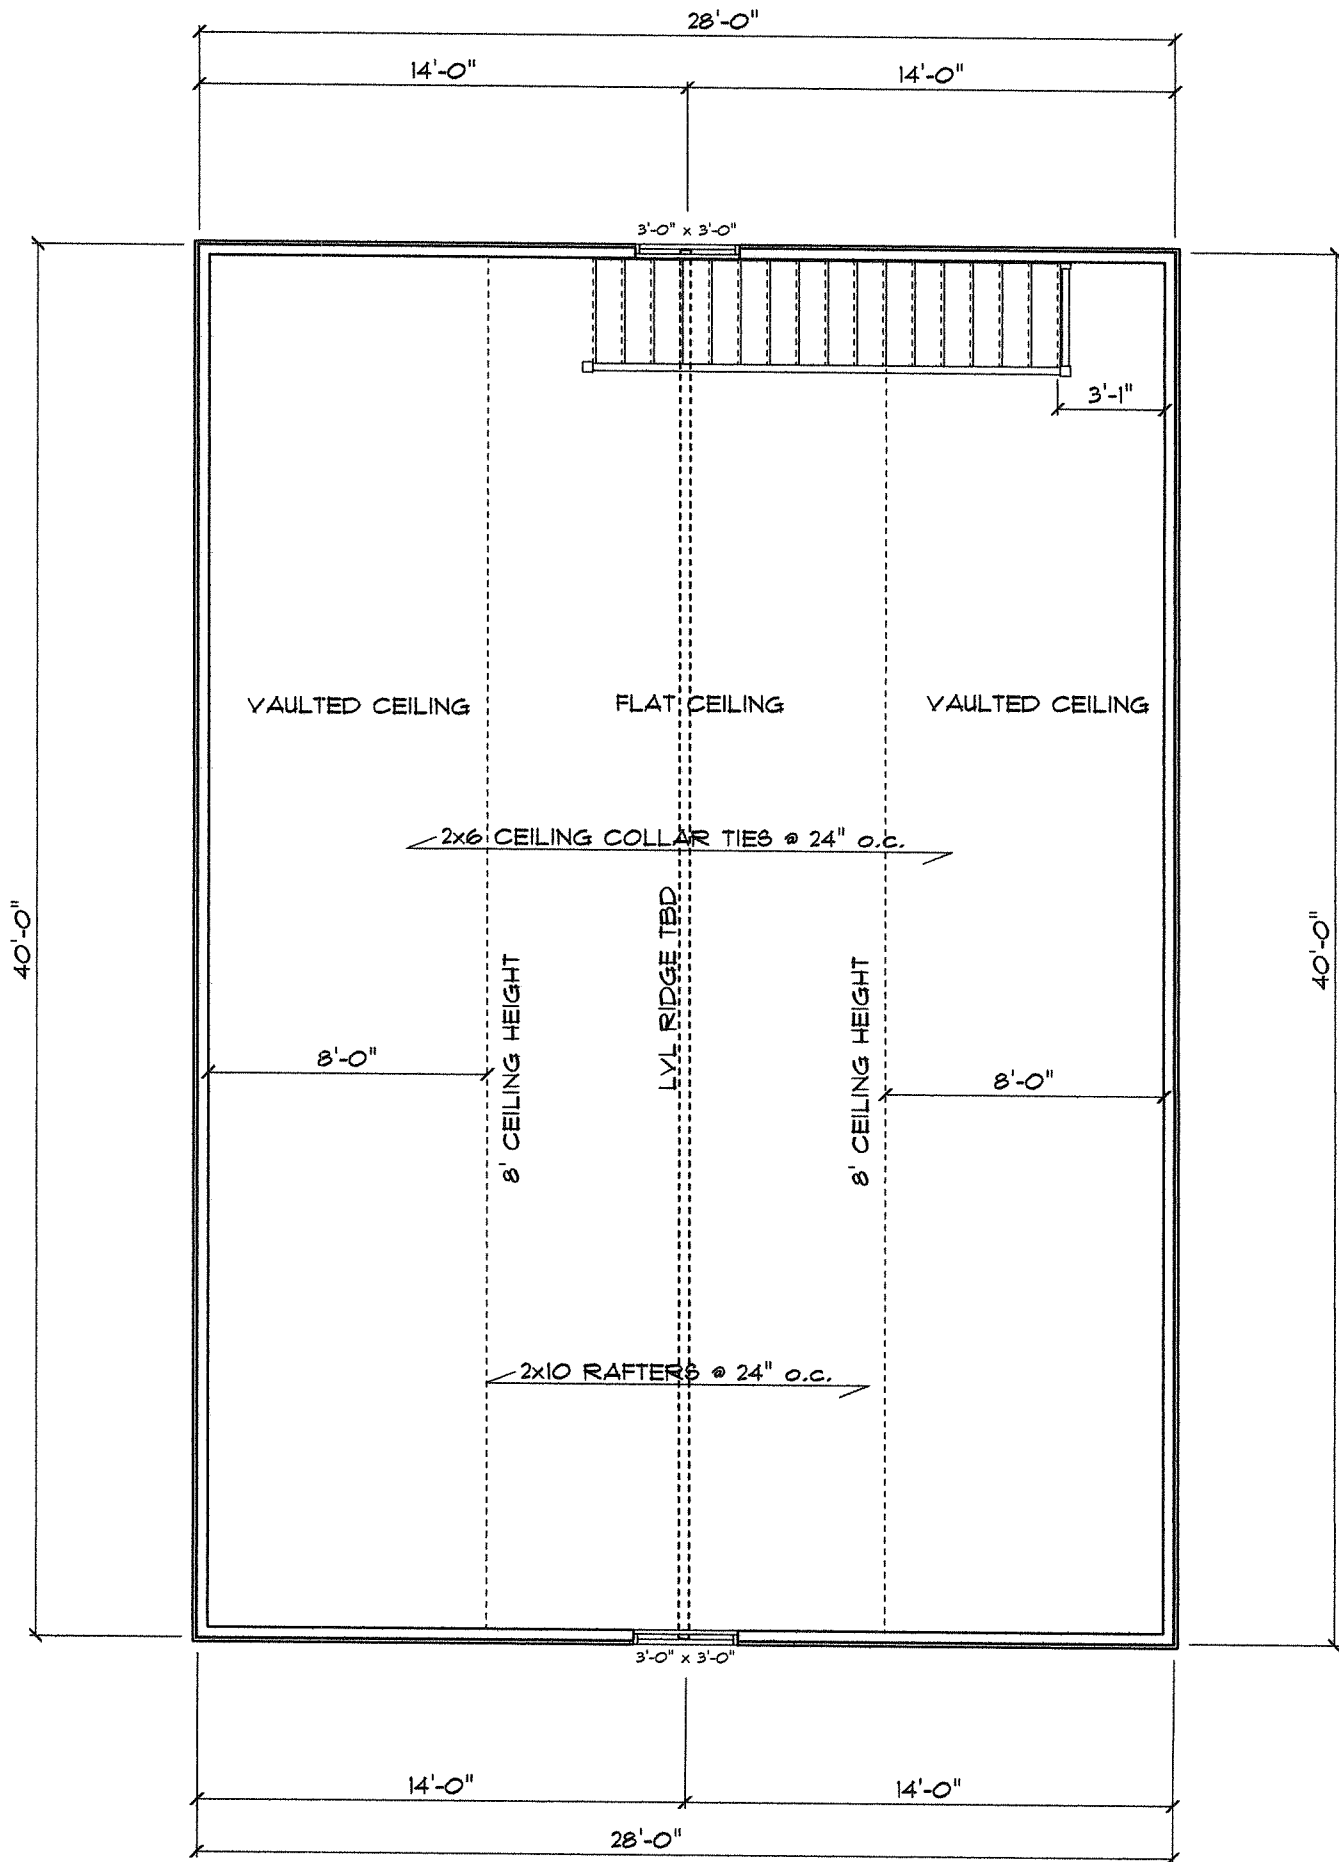 28'-0"
14'-0"
14'-0"
3'-0" x 3'-0"
3'-1"
VAULTED CEILING
FLAT CEILING
VAULTED CEILING
2x6 CEILING COLLAR TIES @ 24" o.c.
LVL RIDGE TBD
40'-0"
40'-0"
8' CEILING HEIGHT
8' CEILING HEIGHT
8'-0"
8'-0"
2x10 RAFTERS @ 24" o.c.
3'-0" x 3'-0"
14'-0"
14'-0"
28'-0"